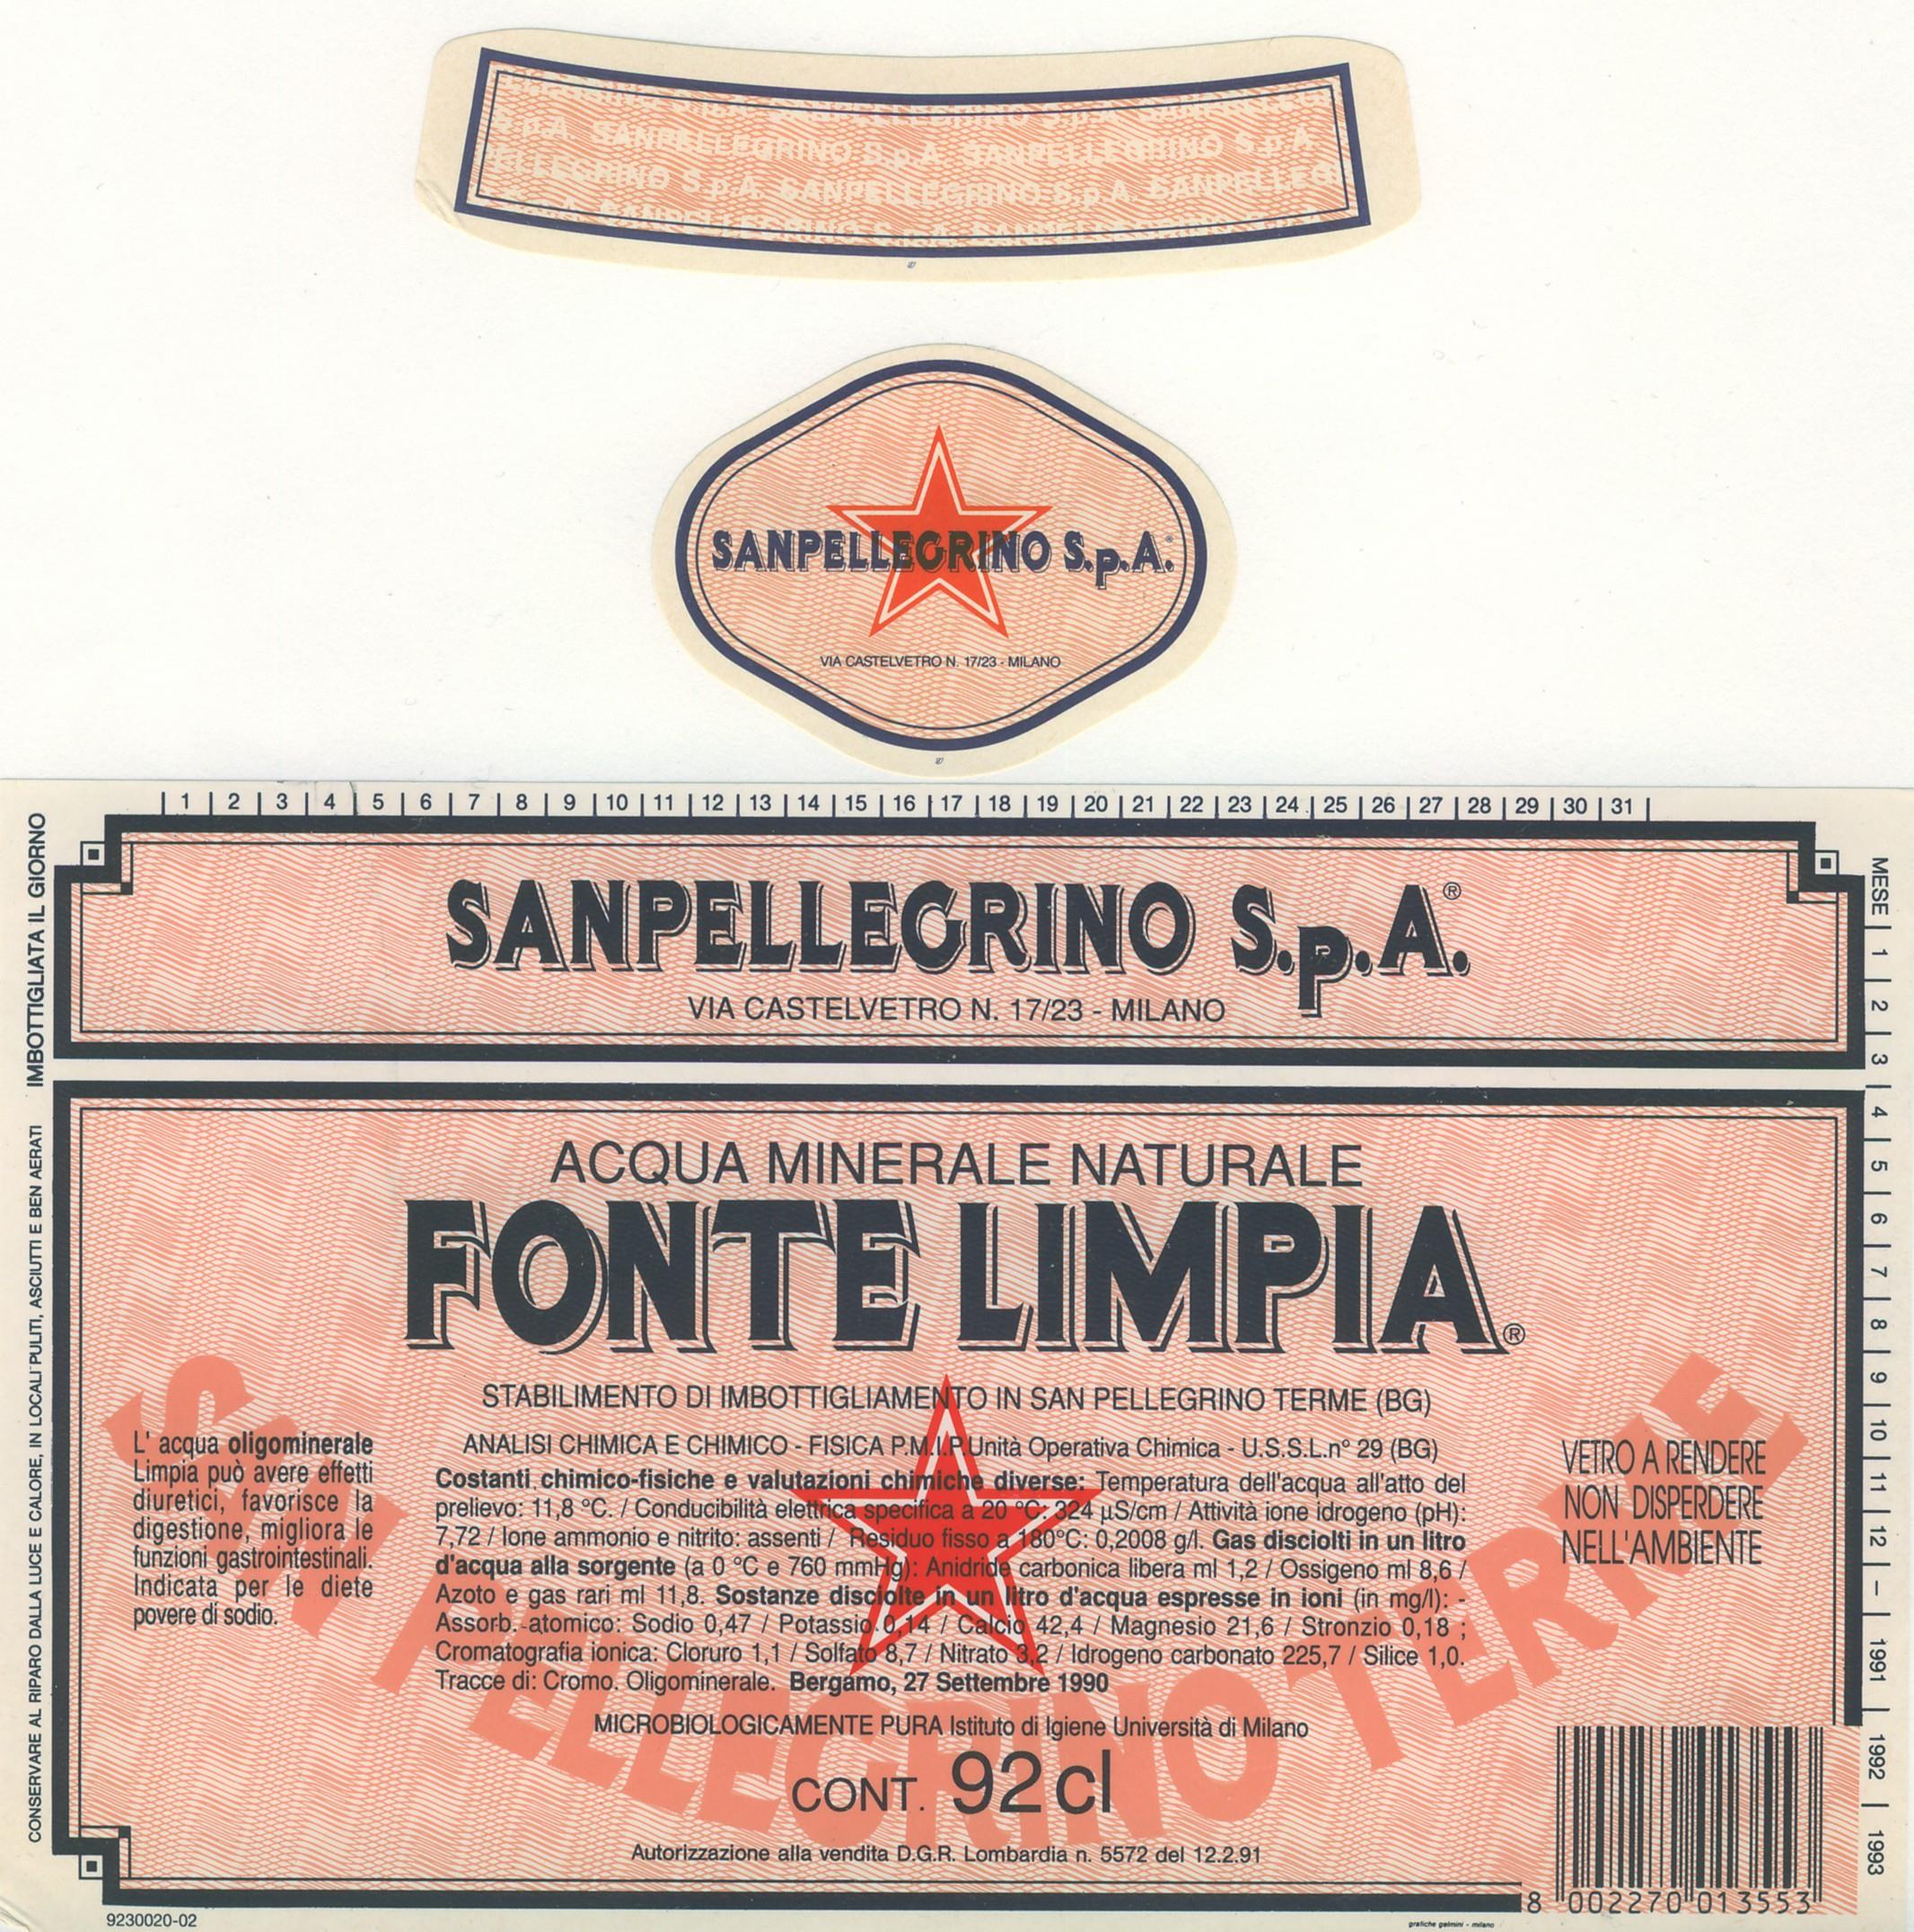 S.p.A. SANPELLEGRINO S.p.A. SANPELLEGRINO S.p.A.
PELLEGRINO S.p.A. SANPELLEGRINO S.p.A. SANPELLEG
SANPELLEGRINO S.p.A. SANPELLEGRINO S.p.A.
SANPELLEGRINO S.p.A.
VIA CASTELVETRO N. 17/23 - MILANO
1 | 2 | 3 | 4 | 5 | 6 | 7 | 8 | 9 | 10 | 11 | 12 | 13 | 14 | 15 | 16 | 17 | 18 | 19 | 20 | 21 | 22 | 23 | 24 | 25 | 26 | 27 | 28 | 29 | 30 | 31
IMBOTTIGLIATA IL GIORNO
CONSERVARE AL RIPARO DALLA LUCE E CALORE, IN LOCALI PULITI, ASCIUTTI E BEN AERATI
MESE | 1 | 2 | 3 | 4 | 5 | 6 | 7 | 8 | 9 | 10 | 11 | 12 | – | 1991 | 1992 | 1993
SANPELLEGRINO S.p.A.®
VIA CASTELVETRO N. 17/23 - MILANO
ACQUA MINERALE NATURALE
FONTE LIMPIA®
STABILIMENTO DI IMBOTTIGLIAMENTO IN SAN PELLEGRINO TERME (BG)
SAN PELLEGRINO TERME
L' acqua oligominerale
Limpia può avere effetti
diuretici, favorisce la
digestione, migliora le
funzioni gastrointestinali.
Indicata per le diete
povere di sodio.
ANALISI CHIMICA E CHIMICO - FISICA P.M.I.P. Unità Operativa Chimica - U.S.S.L.n° 29 (BG)
Costanti chimico-fisiche e valutazioni chimiche diverse: Temperatura dell'acqua all'atto del
prelievo: 11,8 °C. / Conducibilità elettrica specifica a 20 °C: 324 µS/cm / Attività ione idrogeno (pH):
7,72 / Ione ammonio e nitrito: assenti / Residuo fisso a 180°C: 0,2008 g/l. Gas disciolti in un litro
d'acqua alla sorgente (a 0 °C e 760 mmHg): Anidride carbonica libera ml 1,2 / Ossigeno ml 8,6 /
Azoto e gas rari ml 11,8. Sostanze disciolte in un litro d'acqua espresse in ioni (in mg/l): -
Assorb. atomico: Sodio 0,47 / Potassio 0,14 / Calcio 42,4 / Magnesio 21,6 / Stronzio 0,18 ;
Cromatografia ionica: Cloruro 1,1 / Solfato 8,7 / Nitrato 3,2 / Idrogeno carbonato 225,7 / Silice 1,0.
Tracce di: Cromo. Oligominerale. Bergamo, 27 Settembre 1990
MICROBIOLOGICAMENTE PURA Istituto di Igiene Università di Milano
CONT. 92 cl
Autorizzazione alla vendita D.G.R. Lombardia n. 5572 del 12.2.91
VETRO A RENDERE
NON DISPERDERE
NELL'AMBIENTE
8 002270 013553
9230020-02
grafiche gelmini - milano